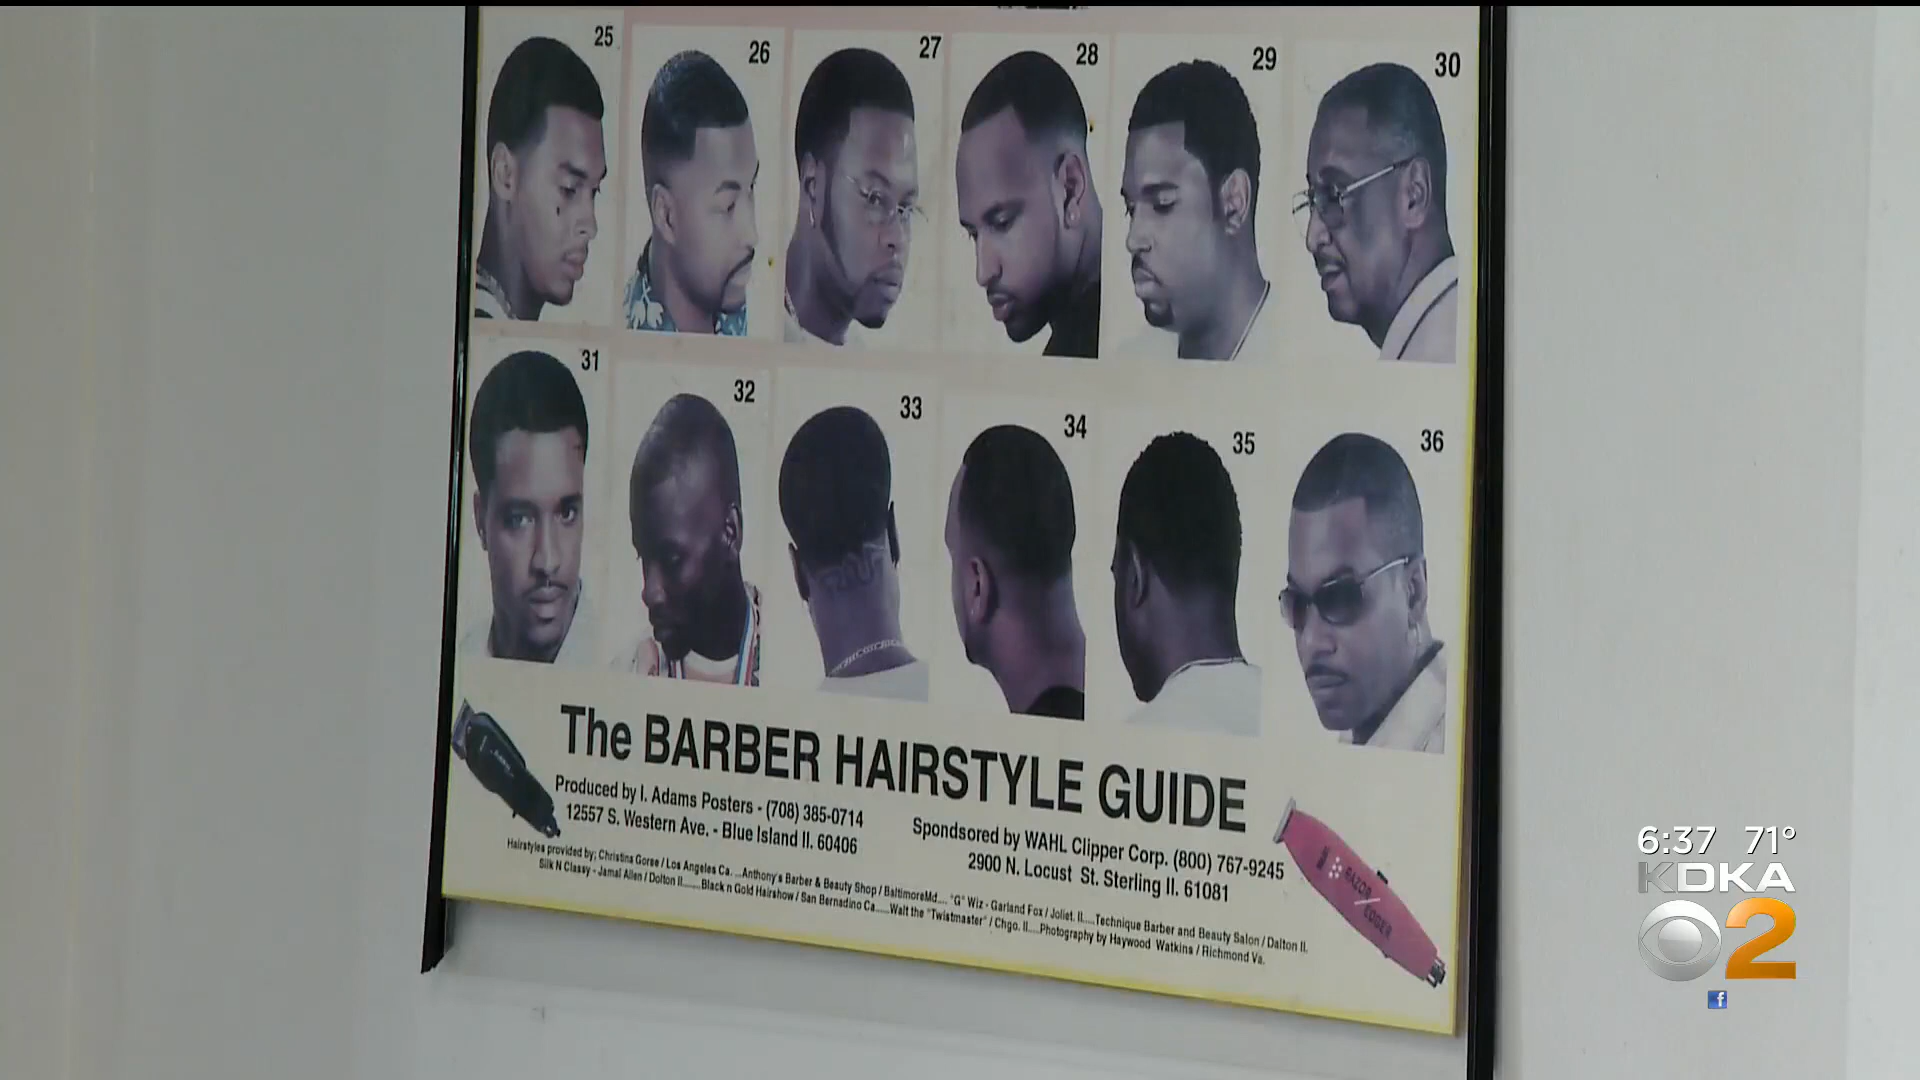 25 26 27 28 29 30
31 32 33 34 35 36
The BARBER HAIRSTYLE GUIDE
Produced by I. Adams Posters - (708) 385-0714
12557 S. Western Ave. - Blue Island Il. 60406
Spondsored by WAHL Clipper Corp. (800) 767-9245
2900 N. Locust St. Sterling Il. 61081
Hairstyles provided by; Christina Goree / Los Angeles Ca. ...Anthony's Barber & Beauty Shop / BaltimoreMd.... "G" Wiz - Garland Fox / Joliet. Il....Technique Barber and Beauty Salon / Dalton Il.
Silk N Classy - Jamal Allen / Dolton Il......Black n Gold Hairshow / San Bernadino Ca.....Walt the "Twistmaster" / Chgo. Il....Photography by Haywood Watkins / Richmond Va.
RAZOR
EDGER
6:37 71°
KDKA
2
f